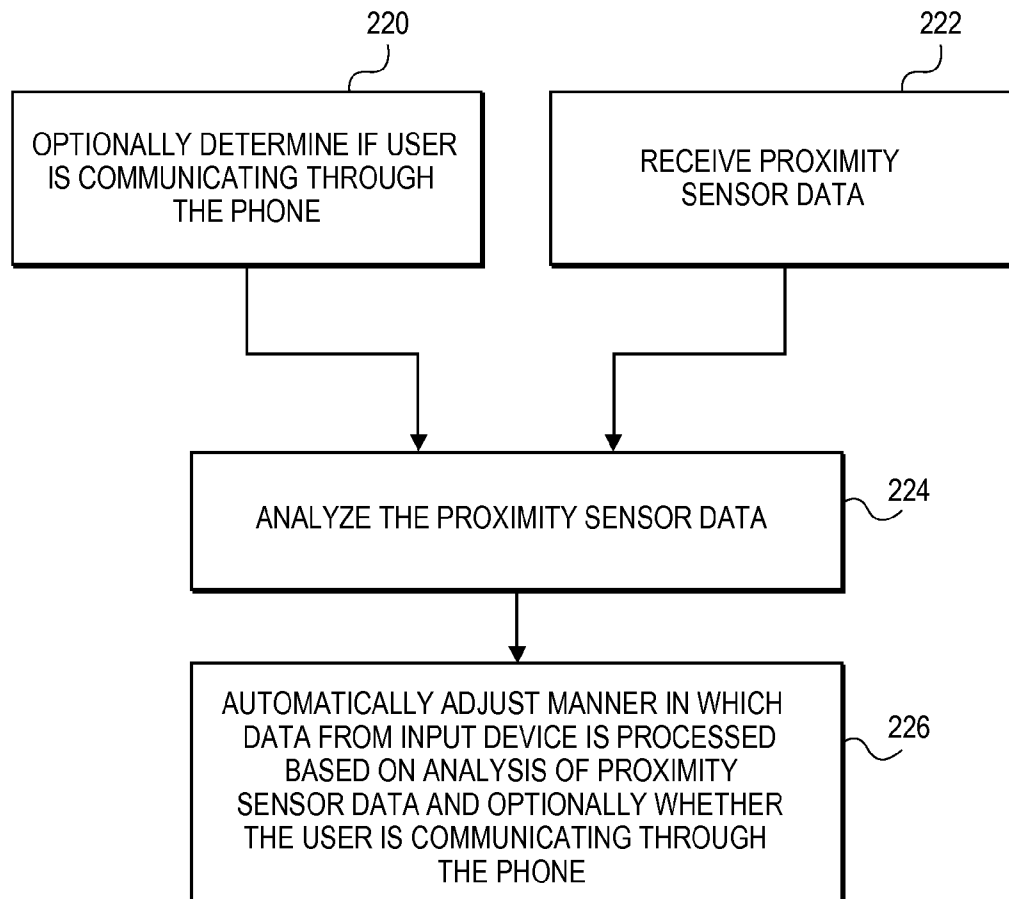 220
222
OPTIONALLY DETERMINE IF USER
IS COMMUNICATING THROUGH
THE PHONE
RECEIVE PROXIMITY
SENSOR DATA
ANALYZE THE PROXIMITY SENSOR DATA
224
AUTOMATICALLY ADJUST MANNER IN WHICH
DATA FROM INPUT DEVICE IS PROCESSED
BASED ON ANALYSIS OF PROXIMITY
SENSOR DATA AND OPTIONALLY WHETHER
THE USER IS COMMUNICATING THROUGH
THE PHONE
226